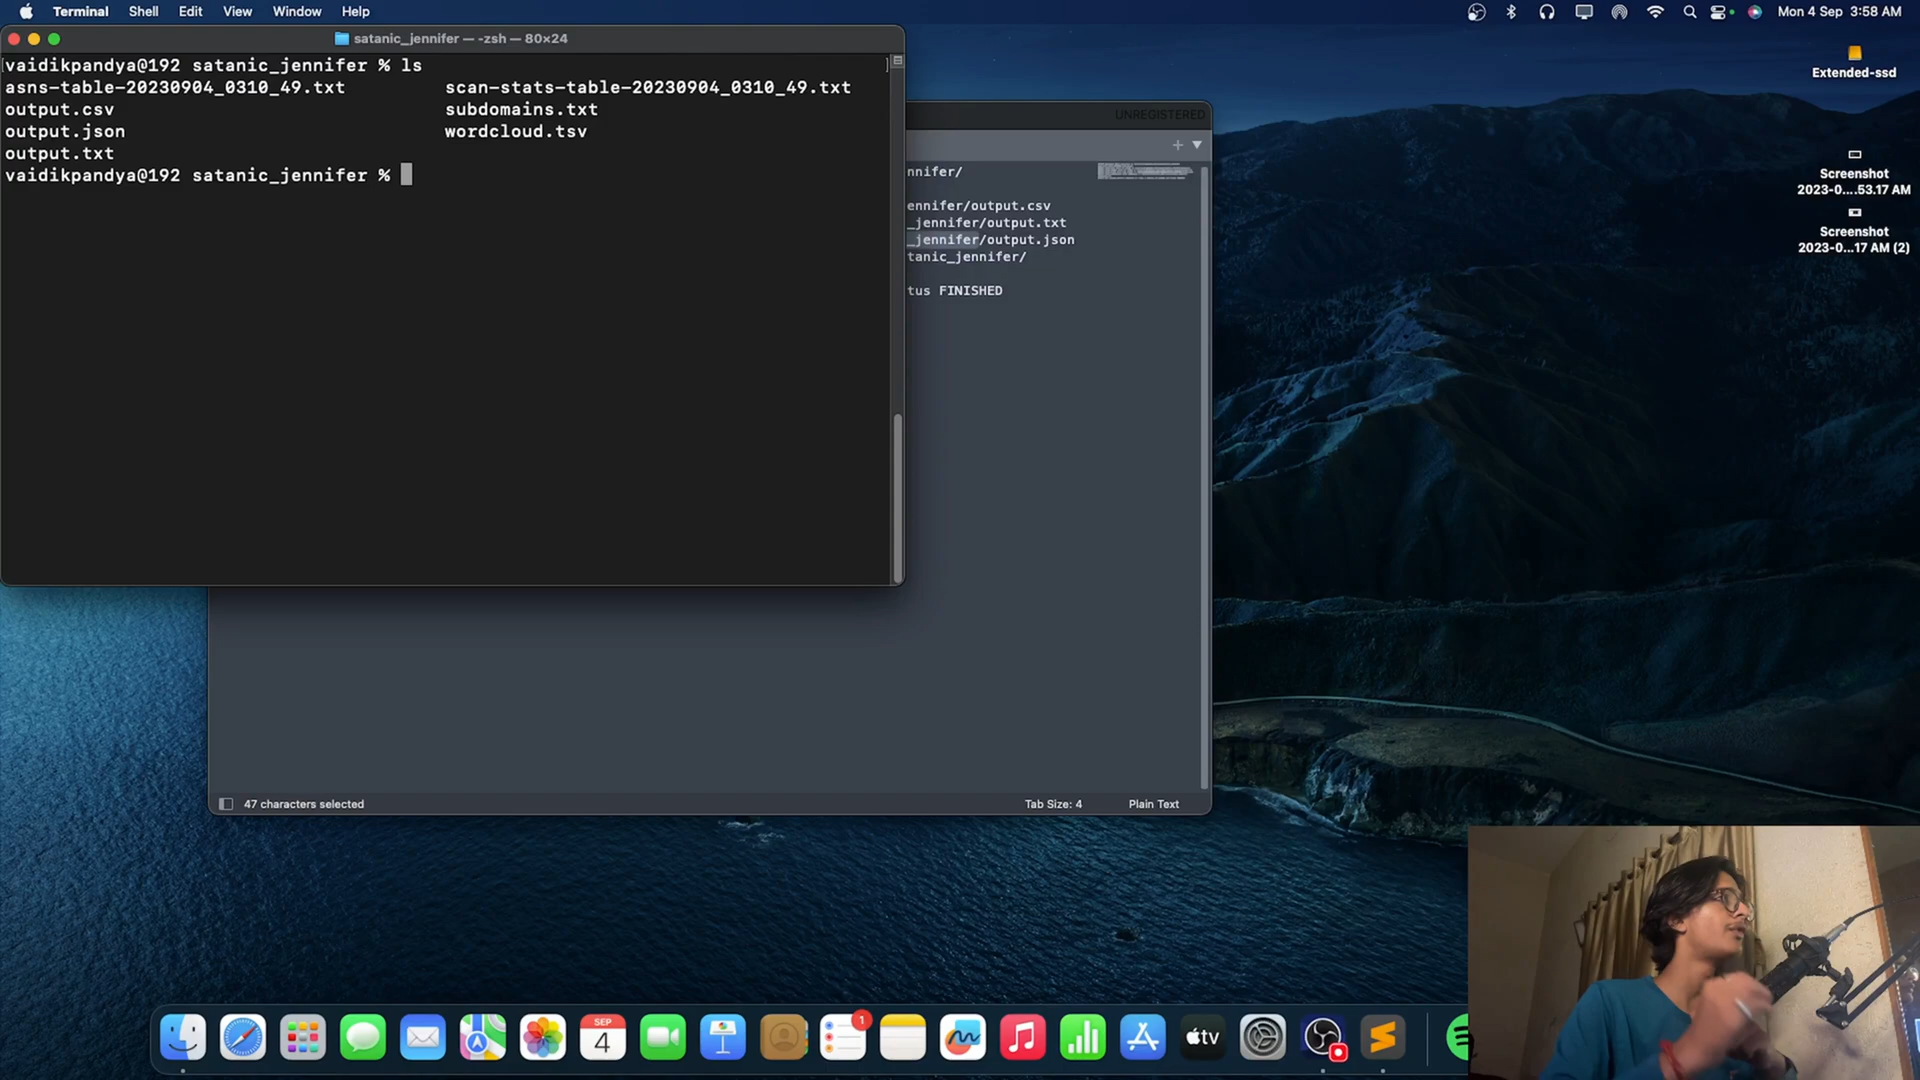 Terminal Shell Edit View Window Help Mon 4 Sep 3:58 AM
satanic_jennifer — -zsh — 80×24
vaidikpandya@192 satanic_jennifer % ls
asns-table-20230904_0310_49.txt scan-stats-table-20230904_0310_49.txt
output.csv subdomains.txt
output.json wordcloud.tsv
output.txt
vaidikpandya@192 satanic_jennifer %
UNREGISTERED
nnifer/
ennifer/output.csv
_jennifer/output.txt
_jennifer/output.json
tanic_jennifer/
tus FINISHED
47 characters selected Tab Size: 4 Plain Text
Extended-ssd
Screenshot
2023-0....53.17 AM
Screenshot
2023-0...17 AM (2)
SEP
4
1
tv